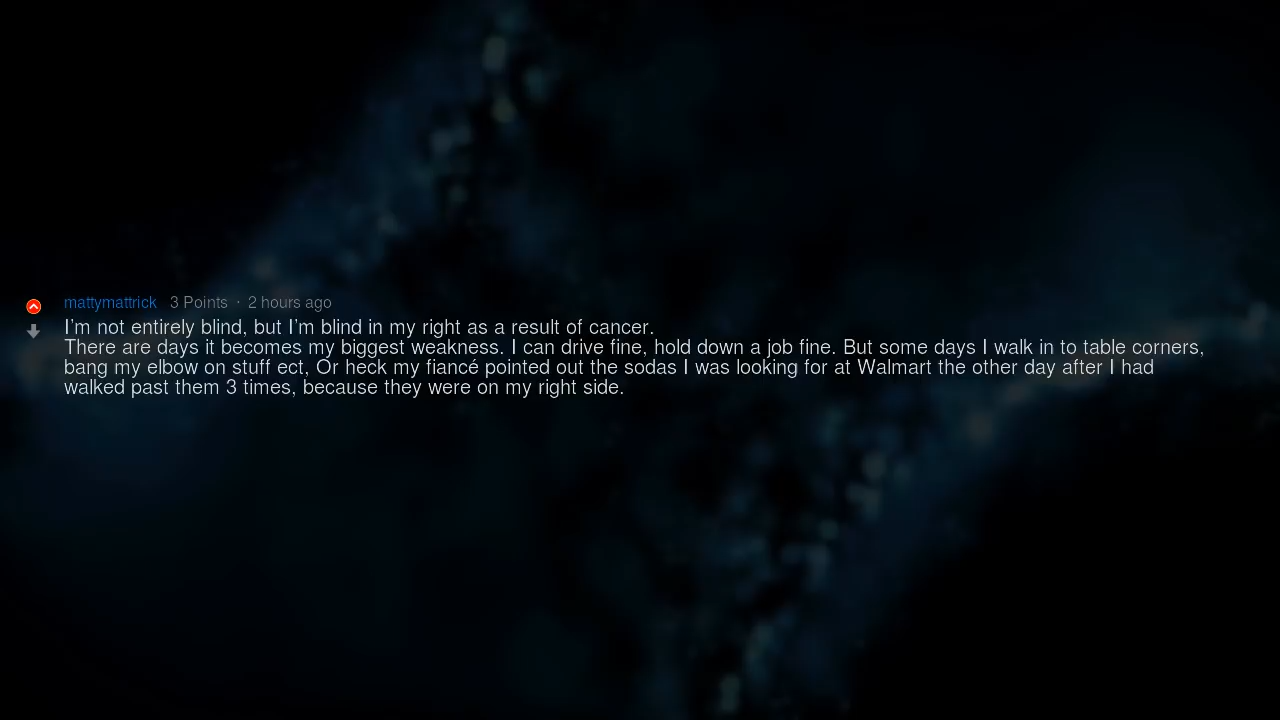 mattymattrick 3 Points · 2 hours ago
I'm not entirely blind, but I'm blind in my right as a result of cancer.
There are days it becomes my biggest weakness. I can drive fine, hold down a job fine. But some days I walk in to table corners,
bang my elbow on stuff ect, Or heck my fiancé pointed out the sodas I was looking for at Walmart the other day after I had
walked past them 3 times, because they were on my right side.